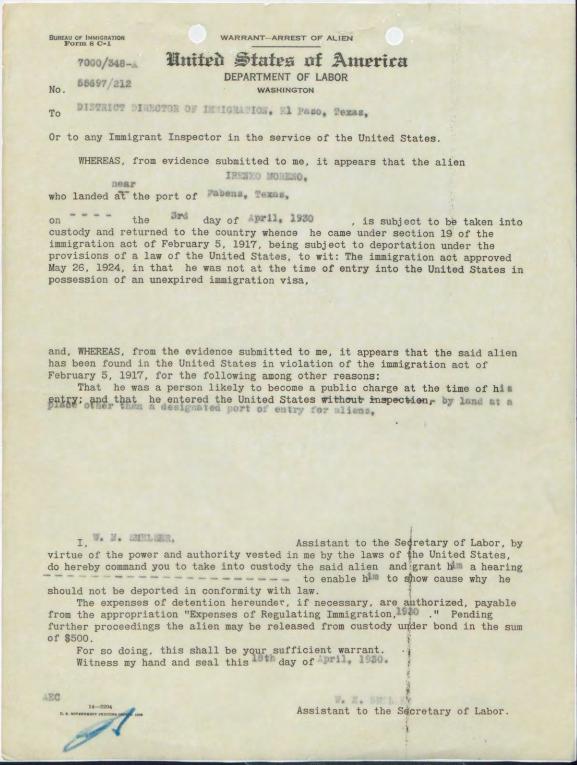 BUREAU OF IMMIGRATION
Form 8 C-1
WARRANT—ARREST OF ALIEN
United States of America
DEPARTMENT OF LABOR
WASHINGTON
7000/348-A
No. 55697/212
To DISTRICT DIRECTOR OF IMMIGRATION, El Paso, Texas,
Or to any Immigrant Inspector in the service of the United States.
WHEREAS, from evidence submitted to me, it appears that the alien
IRENEO MORENO,
near
who landed at the port of Fabens, Texas,
on - - - - the 3rd day of April, 1930 , is subject to be taken into
custody and returned to the country whence he came under section 19 of the
immigration act of February 5, 1917, being subject to deportation under the
provisions of a law of the United States, to wit: The immigration act approved
May 26, 1924, in that he was not at the time of entry into the United States in
possession of an unexpired immigration visa,
and, WHEREAS, from the evidence submitted to me, it appears that the said alien
has been found in the United States in violation of the immigration act of
February 5, 1917, for the following among other reasons:
That he was a person likely to become a public charge at the time of his
entry; and that he entered the United States without inspection, by land at a
place other than a designated port of entry for aliens,
I, W. N. SMELSER, Assistant to the Secretary of Labor, by
virtue of the power and authority vested in me by the laws of the United States,
do hereby command you to take into custody the said alien and grant him a hearing
- - - - - - - - - - - - - - - - - - - - - - to enable him to show cause why he
should not be deported in conformity with law.
The expenses of detention hereunder, if necessary, are authorized, payable
from the appropriation "Expenses of Regulating Immigration, 1930 ." Pending
further proceedings the alien may be released from custody under bond in the sum
of $500.
For so doing, this shall be your sufficient warrant.
Witness my hand and seal this 18th day of April, 1930.
AEC
W. N. SMELSER
14—3204
U. S. GOVERNMENT PRINTING OFFICE
Assistant to the Secretary of Labor.